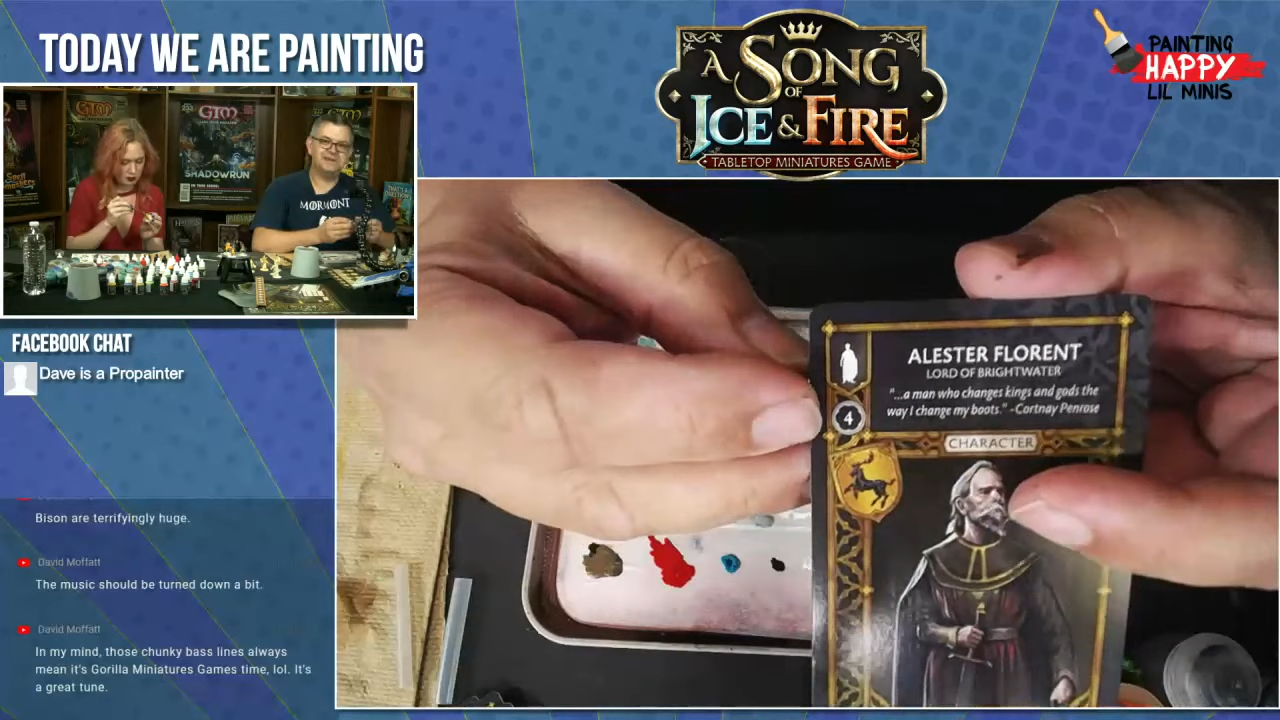 TODAY WE ARE PAINTING
A SONG
OF
ICE & FIRE
TABLETOP MINIATURES GAME
PAINTING
HAPPY
LIL MINIS
GTM
GTM
SHADOWRUN
MORMONT
FACEBOOK CHAT
Dave is a Propainter
Bison are terrifyingly huge.
David Moffatt
The music should be turned down a bit.
David Moffatt
In my mind, those chunky bass lines always
mean it's Gorilla Miniatures Games time, lol. It's
a great tune.
ALESTER FLORENT
LORD OF BRIGHTWATER
"...a man who changes kings and gods the
way I change my boots." -Cortnay Penrose
4
CHARACTER